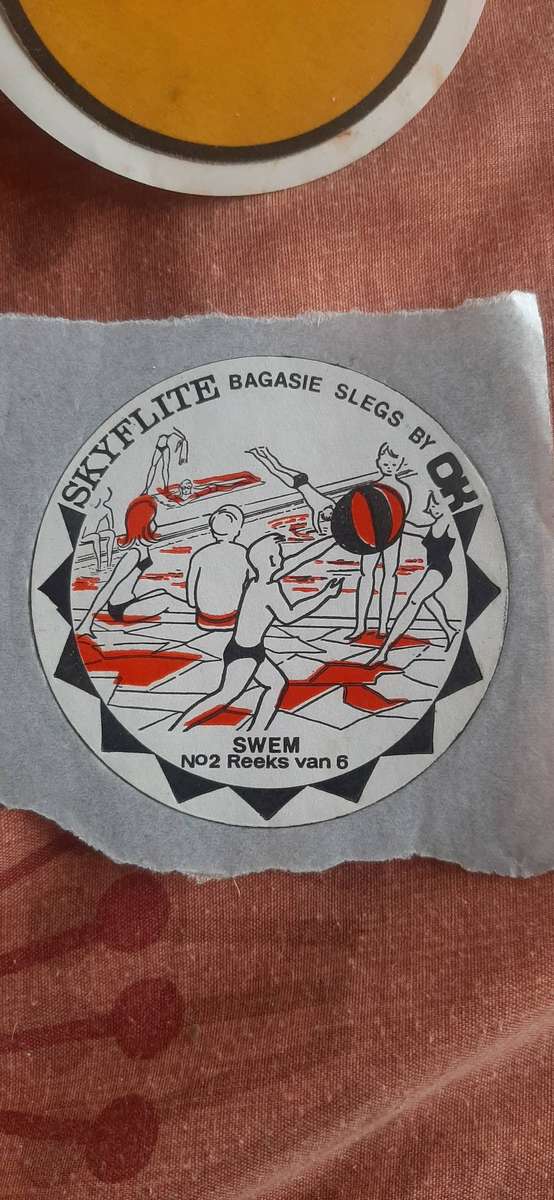 SKYFLITE BAGASIE SLEGS BY OK
SWEM
No2 Reeks van 6